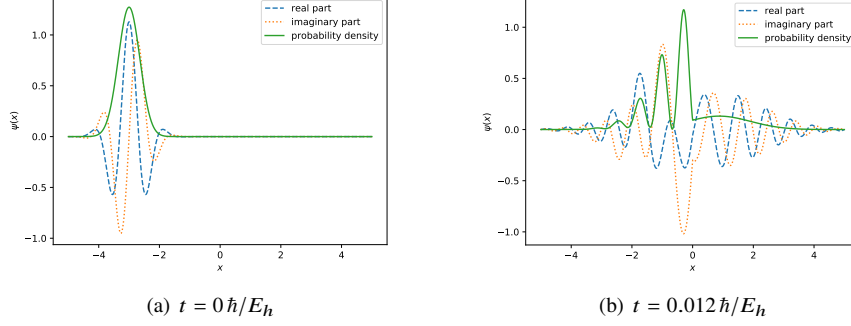 real part
imaginary part
probability density
1.0
0.5
0.0
−0.5
−1.0
ψ(x)
−4
−2
0
2
4
x
real part
imaginary part
probability density
1.0
0.5
0.0
−0.5
−1.0
ψ(x)
−4
−2
0
2
4
x
(a) t = 0 ħ/E_h
(b) t = 0.012 ħ/E_h